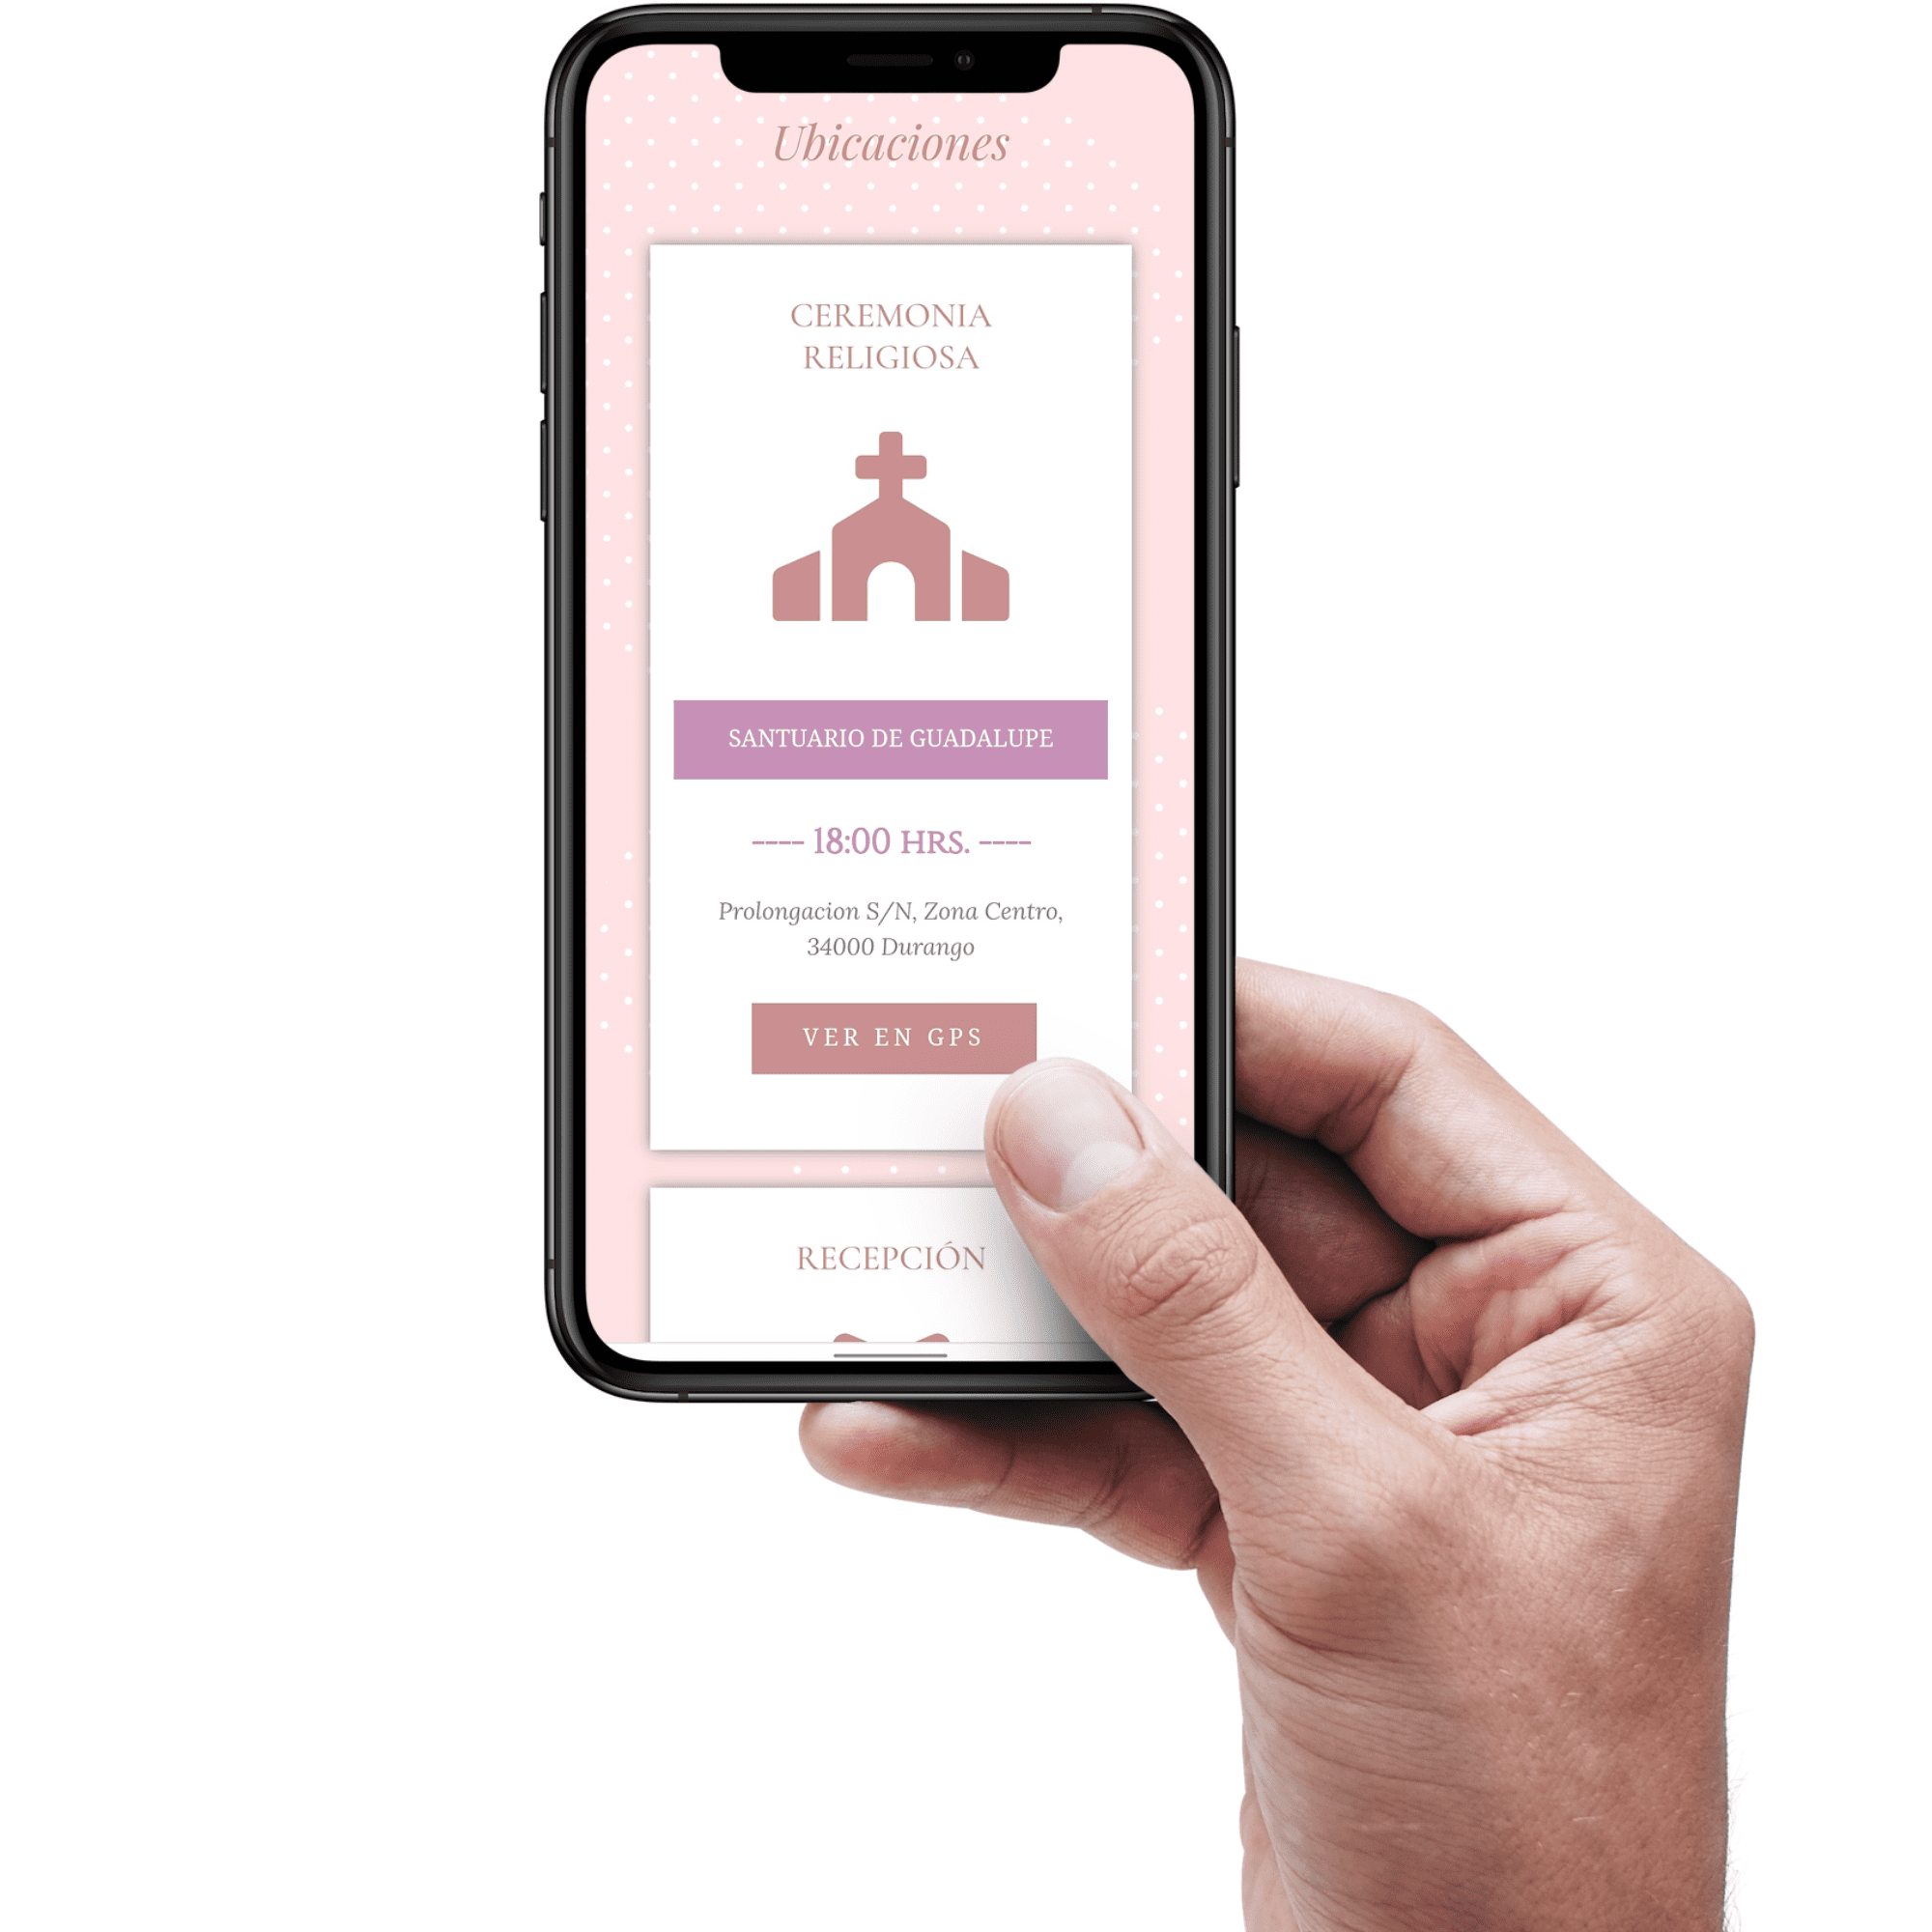 Ubicaciones
CEREMONIA
RELIGIOSA
SANTUARIO DE GUADALUPE
---- 18:00 HRS. ----
Prolongacion S/N, Zona Centro,
34000 Durango
VER EN GPS
RECEPCIÓN